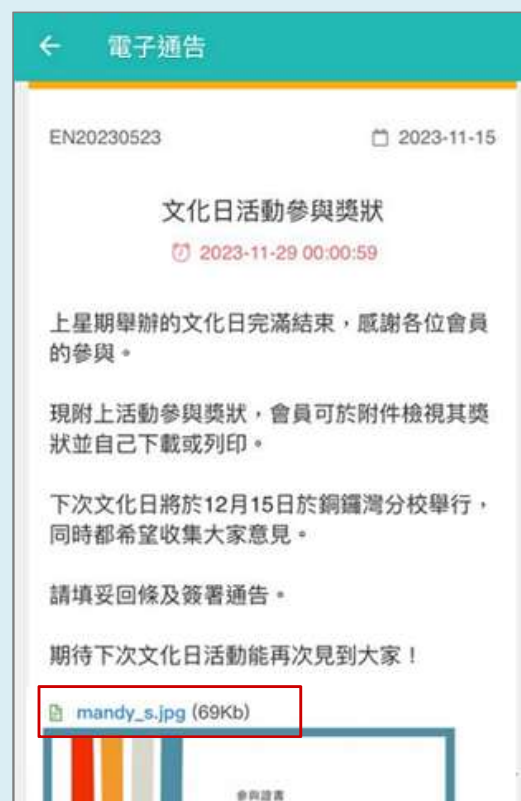 電子通告
EN20230523
2023-11-15
文化日活動參與獎狀
2023-11-29 00:00:59
上星期舉辦的文化日完滿結束，感謝各位會員
的參與。
現附上活動參與獎狀，會員可於附件檢視其獎
狀並自己下載或列印。
下次文化日將於12月15日於銅鑼灣分校舉行，
同時都希望收集大家意見。
請填妥回條及簽署通告。
期待下次文化日活動能再次見到大家！
mandy_s.jpg (69Kb)
參與證書